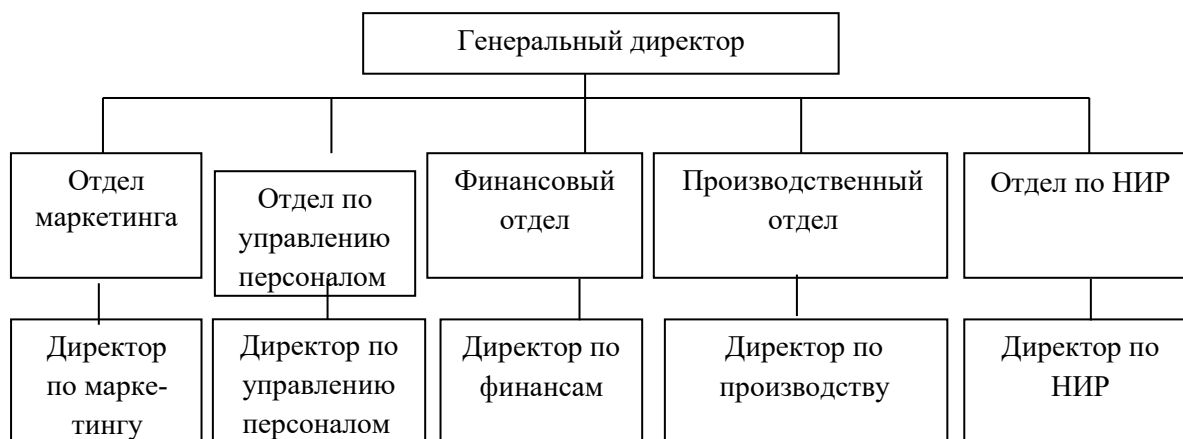 Генеральный директор
Отдел
маркетинга
Отдел по
управлению
персоналом
Финансовый
отдел
Производственный
отдел
Отдел по НИР
Директор
по марке-
тингу
Директор по
управлению
персоналом
Директор по
финансам
Директор по
производству
Директор по
НИР